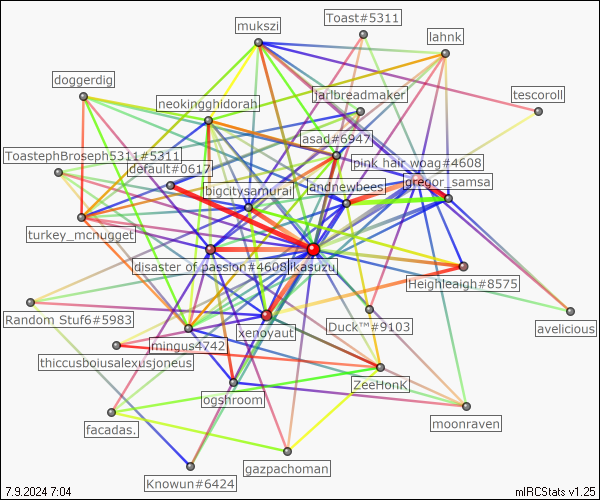 Toast#5311
mukszi
lahnk
doggerdig
jarlbreadmaker
tescoroll
neokingghidorah
asad#6947
ToastephBroseph5311#5311
pink hair woag#4608
default#0617
gregor_samsa
bigcitysamurai
andnewbees
turkey_mcnugget
disaster of passion#4608
likasuzu
Heighleaigh#8575
Random Stuf6#5983
xenoyaut
Duck™#9103
avelicious
mingus4742
thiccusboiusalexusjoneus
ZeeHonK
ogshroom
moonraven
facadas.
gazpachoman
Knowun#6424
7.9.2024 7:04
mIRCStats v1.25